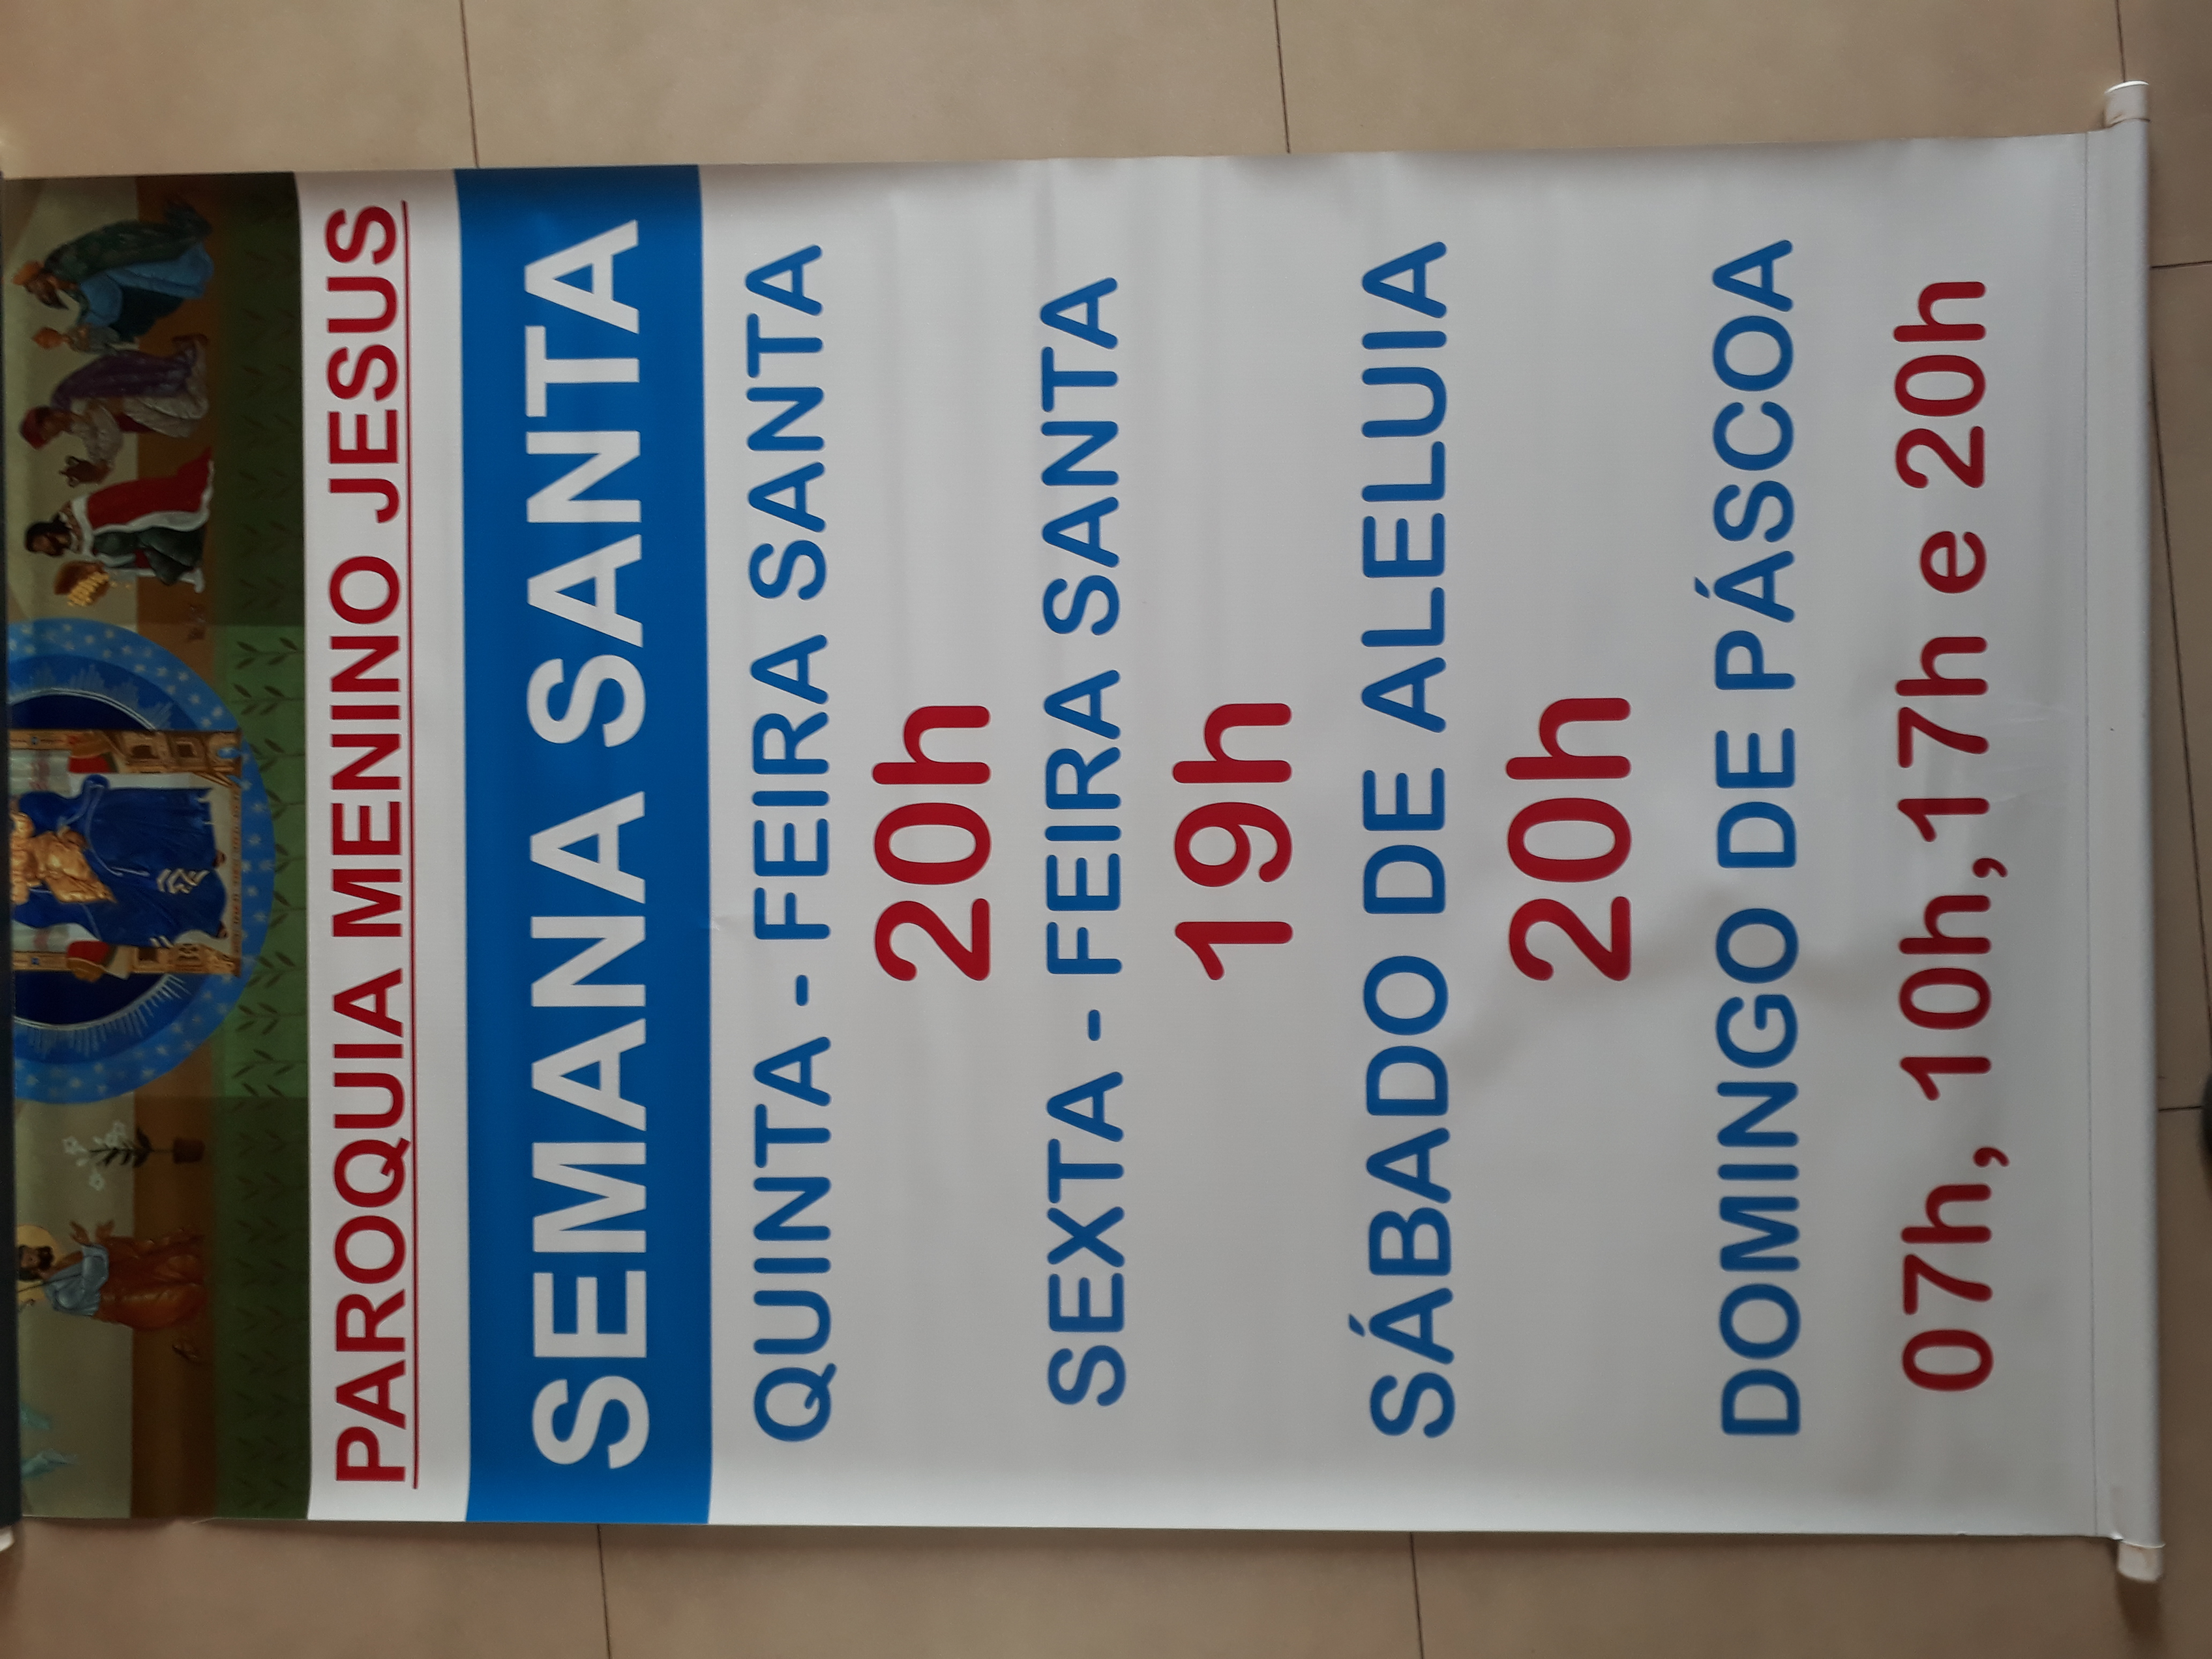 PAROQUIA MENINO JESUS
SEMANA SANTA
QUINTA - FEIRA SANTA
20h
SEXTA - FEIRA SANTA
19h
SÁBADO DE ALELUIA
20h
DOMINGO DE PÁSCOA
07h, 10h,17h e 20h